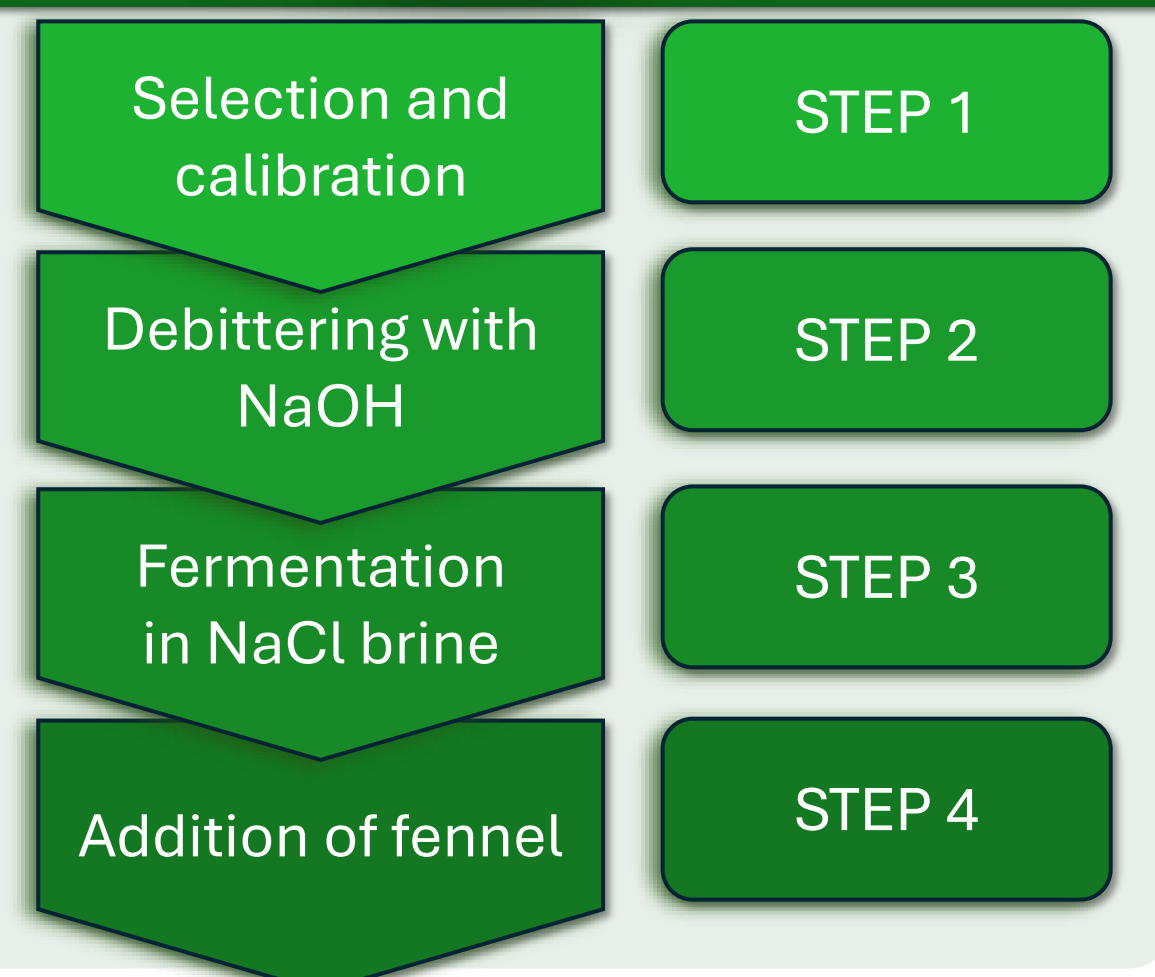 Selection and
calibration
STEP 1
Debittering with
NaOH
STEP 2
Fermentation
in NaCl brine
STEP 3
Addition of fennel
STEP 4